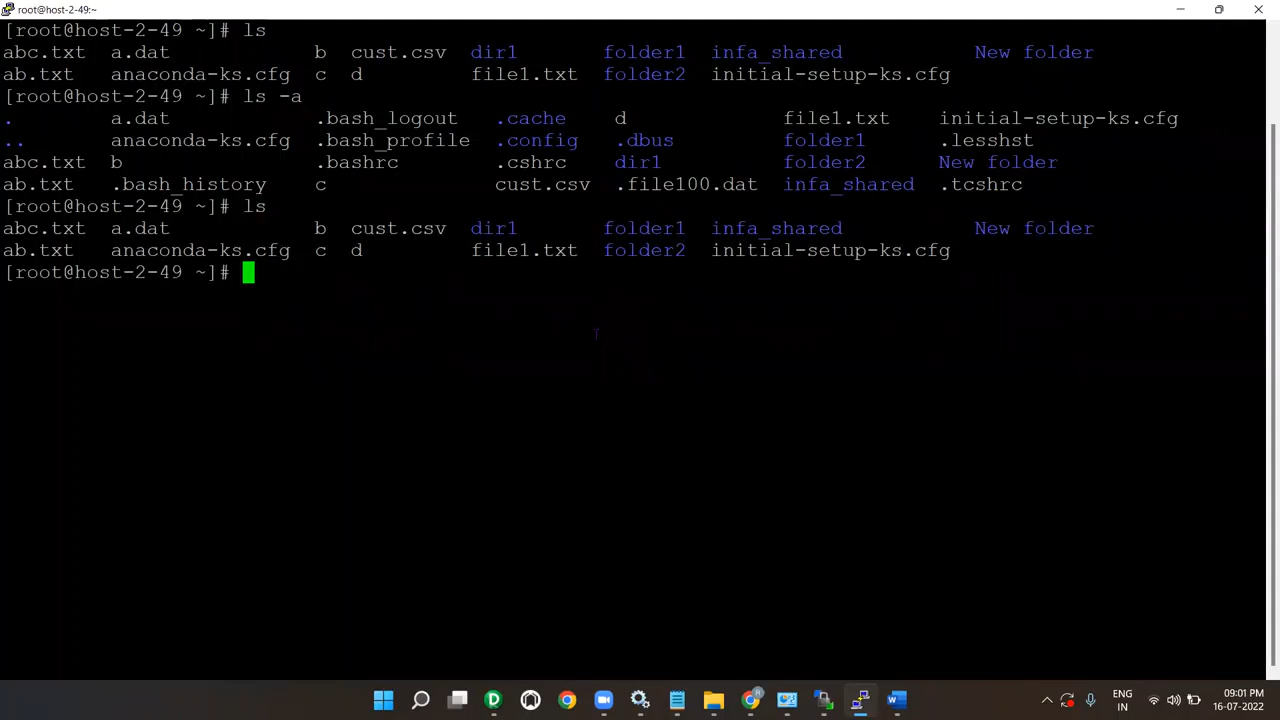 root@host-2-49:~
[root@host-2-49 ~]# ls
abc.txt a.dat b cust.csv dir1 folder1 infa_shared New folder
ab.txt anaconda-ks.cfg c d file1.txt folder2 initial-setup-ks.cfg
[root@host-2-49 ~]# ls -a
. a.dat .bash_logout .cache d file1.txt initial-setup-ks.cfg
.. anaconda-ks.cfg .bash_profile .config .dbus folder1 .lesshst
abc.txt b .bashrc .cshrc dir1 folder2 New folder
ab.txt .bash_history c cust.csv .file100.dat infa_shared .tcshrc
[root@host-2-49 ~]# ls
abc.txt a.dat b cust.csv dir1 folder1 infa_shared New folder
ab.txt anaconda-ks.cfg c d file1.txt folder2 initial-setup-ks.cfg
[root@host-2-49 ~]#
ENG 09:01 PM
IN 16-07-2022